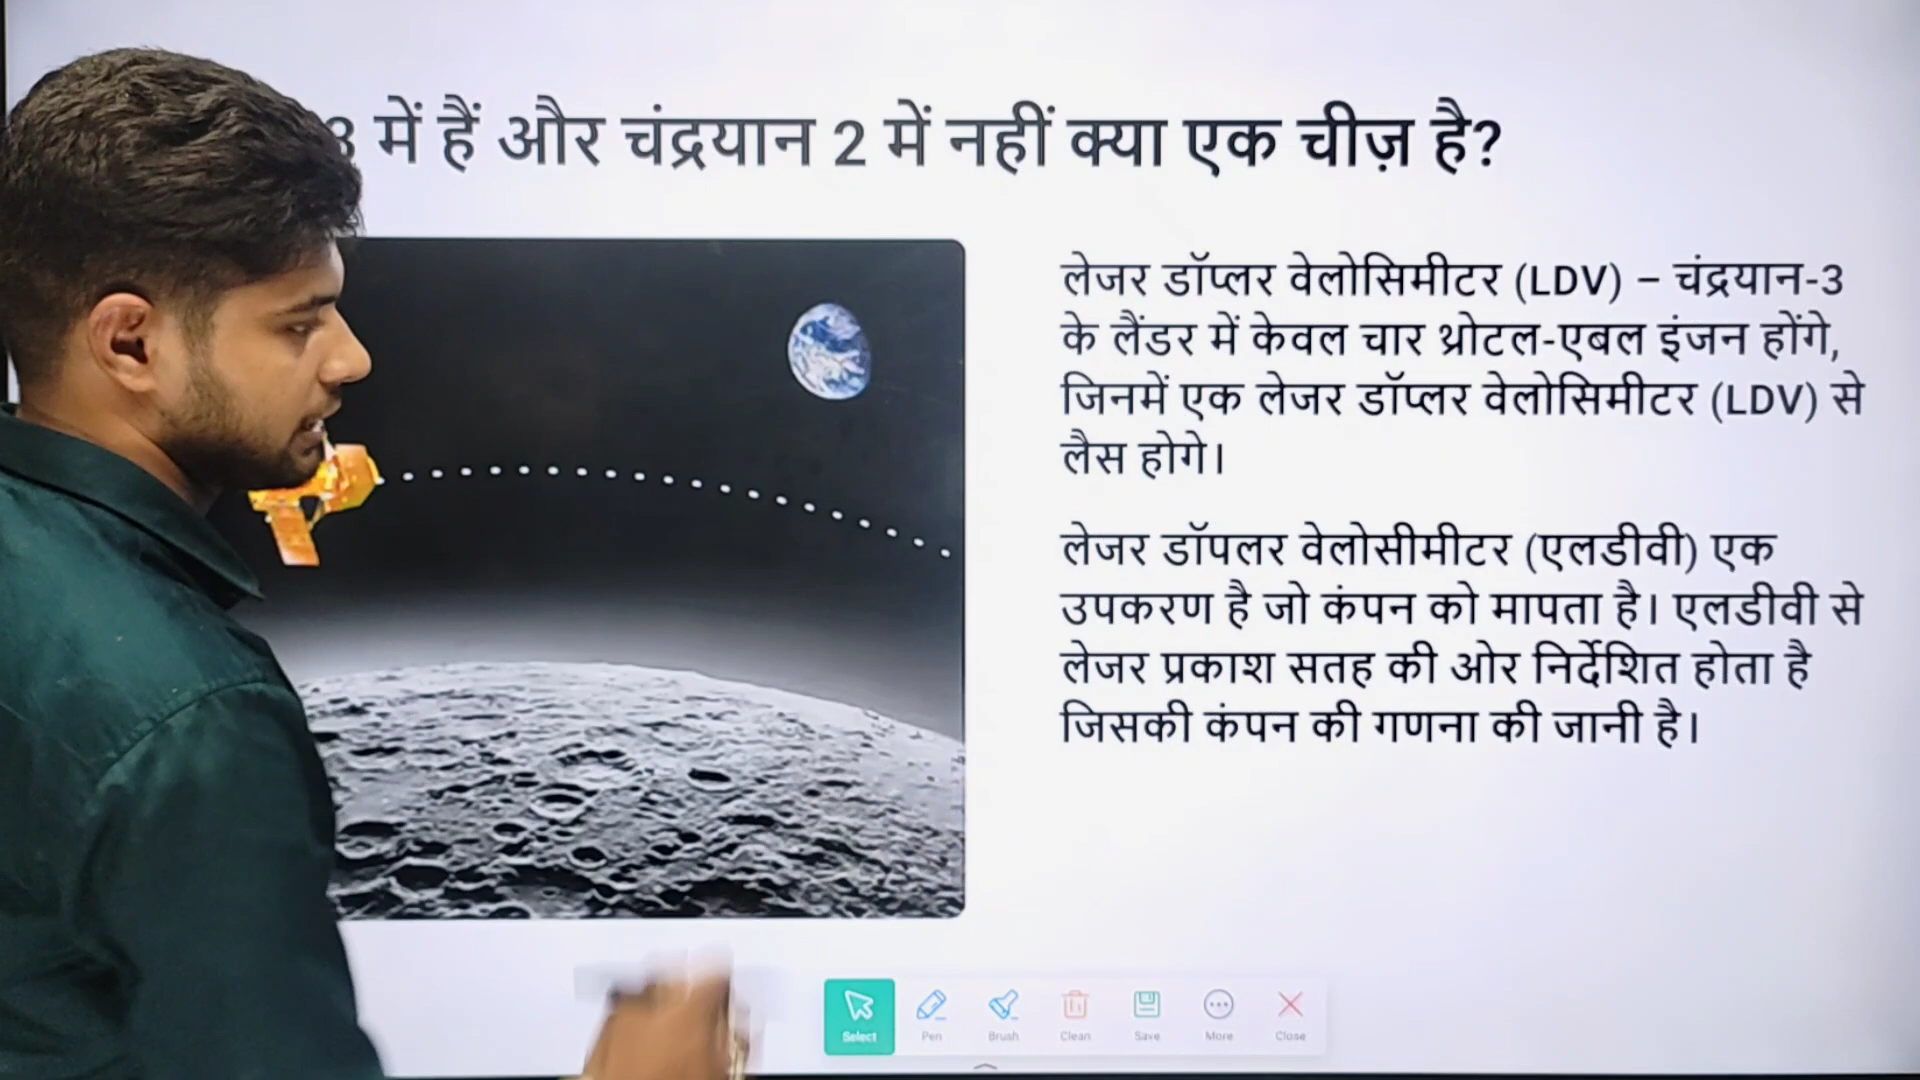 3 में हैं और चंद्रयान 2 में नहीं क्या एक चीज़ है?
लेजर डॉप्लर वेलोसिमीटर (LDV) – चंद्रयान-3
के लैंडर में केवल चार थ्रोटल-एबल इंजन होंगे,
जिनमें एक लेजर डॉप्लर वेलोसिमीटर (LDV) से
लैस होगे।
लेजर डॉपलर वेलोसीमीटर (एलडीवी) एक
उपकरण है जो कंपन को मापता है। एलडीवी से
लेजर प्रकाश सतह की ओर निर्देशित होता है
जिसकी कंपन की गणना की जानी है।
Select Pen Brush Clean Save More Close